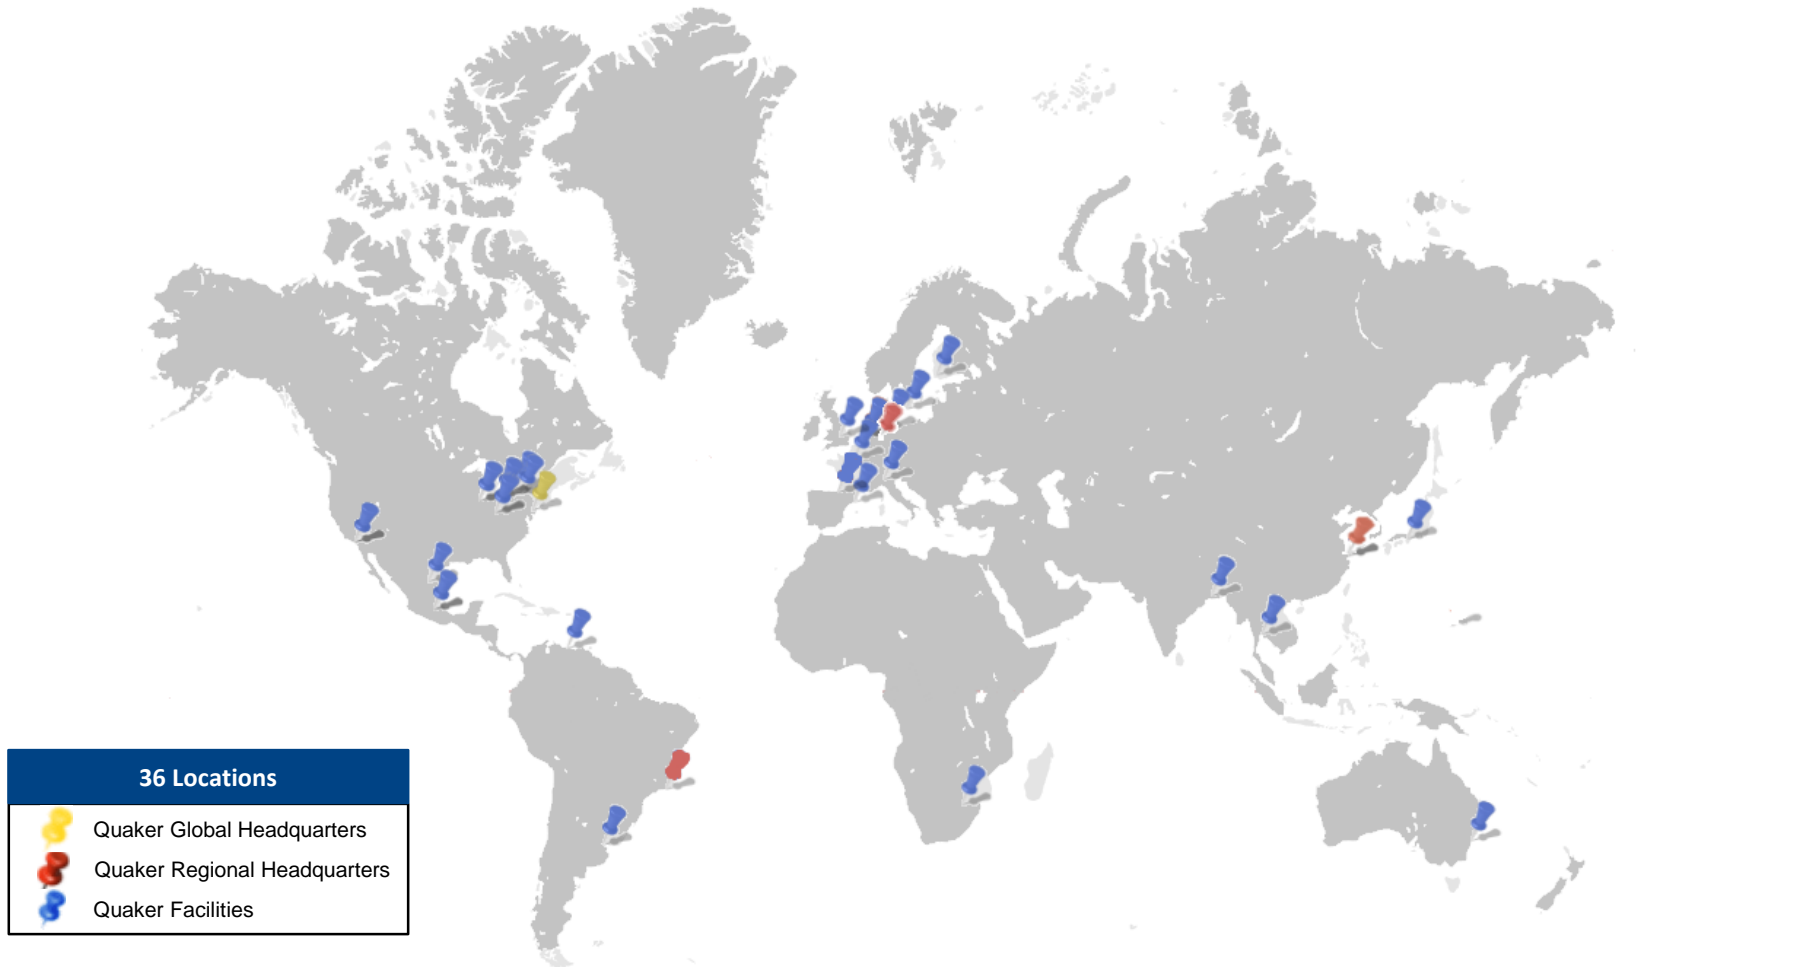 36 Locations
Quaker Global Headquarters
Quaker Regional Headquarters
Quaker Facilities